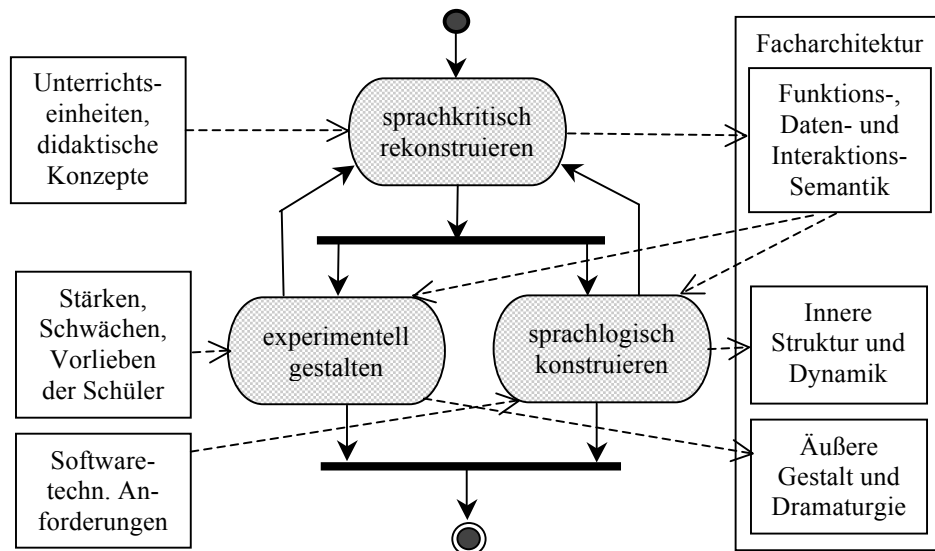 Unterrichts-
einheiten,
didaktische
Konzepte
sprachkritisch
rekonstruieren
Facharchitektur
Funktions-,
Daten- und
Interaktions-
Semantik
Stärken,
Schwächen,
Vorlieben
der Schüler
experimentell
gestalten
sprachlogisch
konstruieren
Innere
Struktur und
Dynamik
Software-
techn. An-
forderungen
Äußere
Gestalt und
Dramaturgie